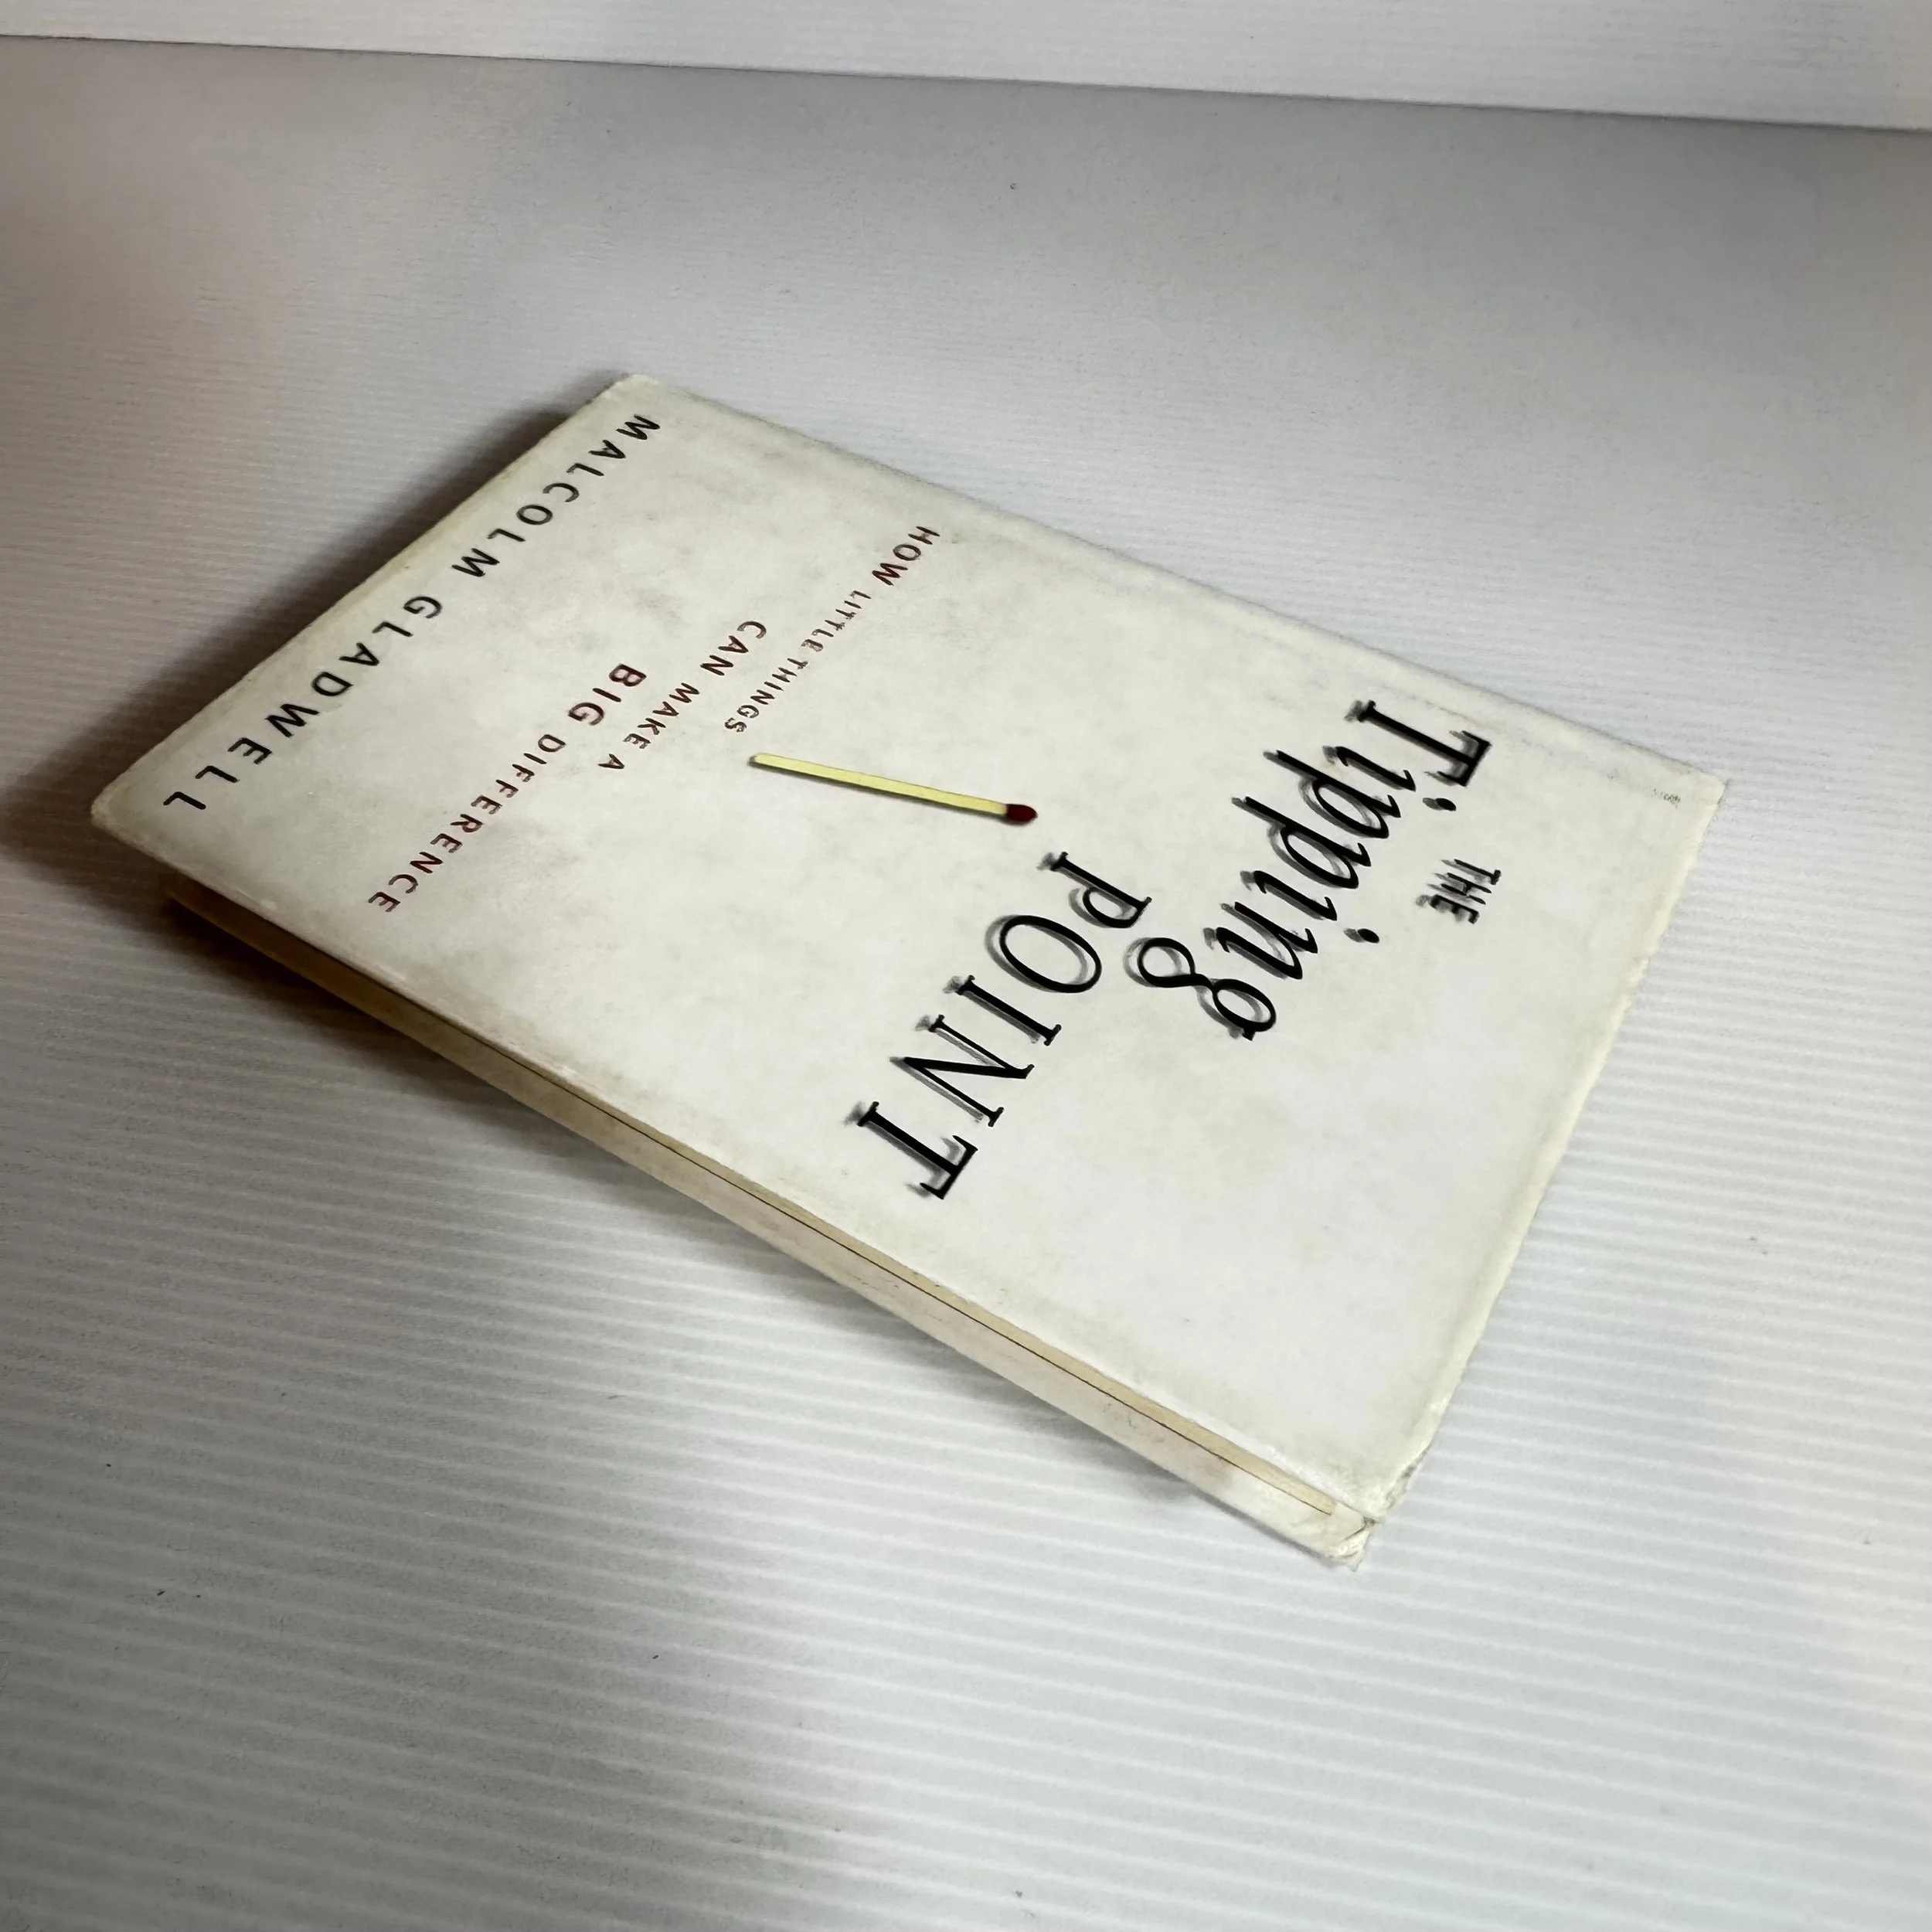 THE
Tipping
POINT
HOW LITTLE THINGS
CAN MAKE A
BIG DIFFERENCE
MALCOLM GLADWELL